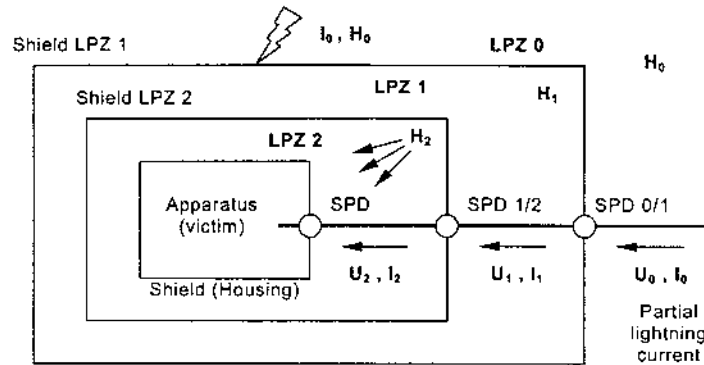 Shield LPZ 1
I0 , H0
LPZ 0
H0
Shield LPZ 2
LPZ 1
H1
LPZ 2
H2
Apparatus
(victim)
SPD
SPD 1/2
SPD 0/1
U2 , I2
U1 , I1
U0 , I0
Shield (Housing)
Partial
lightning
current